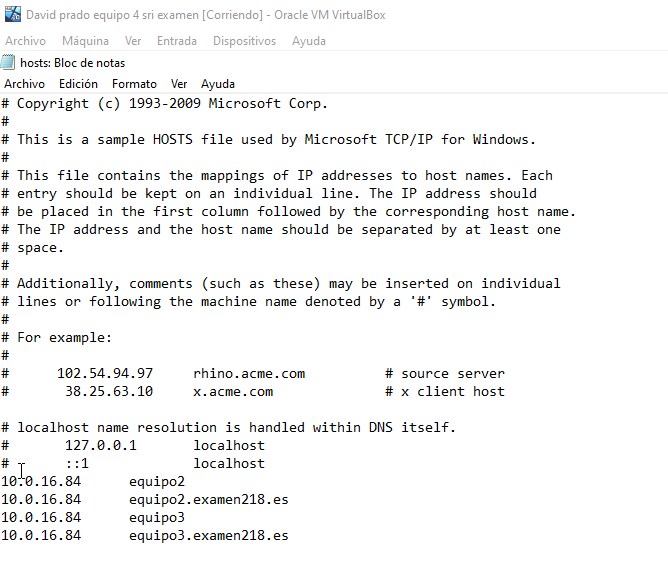 David prado equipo 4 sri examen [Corriendo] - Oracle VM VirtualBox
Archivo Máquina Ver Entrada Dispositivos Ayuda
hosts: Bloc de notas
Archivo Edición Formato Ver Ayuda
# Copyright (c) 1993-2009 Microsoft Corp.
#
# This is a sample HOSTS file used by Microsoft TCP/IP for Windows.
#
# This file contains the mappings of IP addresses to host names. Each
# entry should be kept on an individual line. The IP address should
# be placed in the first column followed by the corresponding host name.
# The IP address and the host name should be separated by at least one
# space.
#
# Additionally, comments (such as these) may be inserted on individual
# lines or following the machine name denoted by a '#' symbol.
#
# For example:
#
# 102.54.94.97 rhino.acme.com # source server
# 38.25.63.10 x.acme.com # x client host

# localhost name resolution is handled within DNS itself.
# 127.0.0.1 localhost
# ::1 localhost
10.0.16.84 equipo2
10.0.16.84 equipo2.examen218.es
10.0.16.84 equipo3
10.0.16.84 equipo3.examen218.es